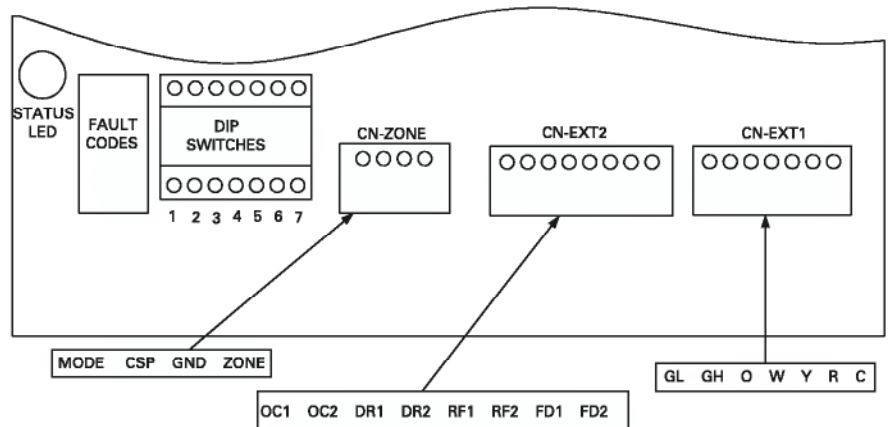 STATUS
LED
FAULT
CODES
DIP
SWITCHES
1 2 3 4 5 6 7
CN-ZONE
CN-EXT2
CN-EXT1
MODE CSP GND ZONE
OC1 OC2 DR1 DR2 RF1 RF2 FD1 FD2
GL GH O W Y R C